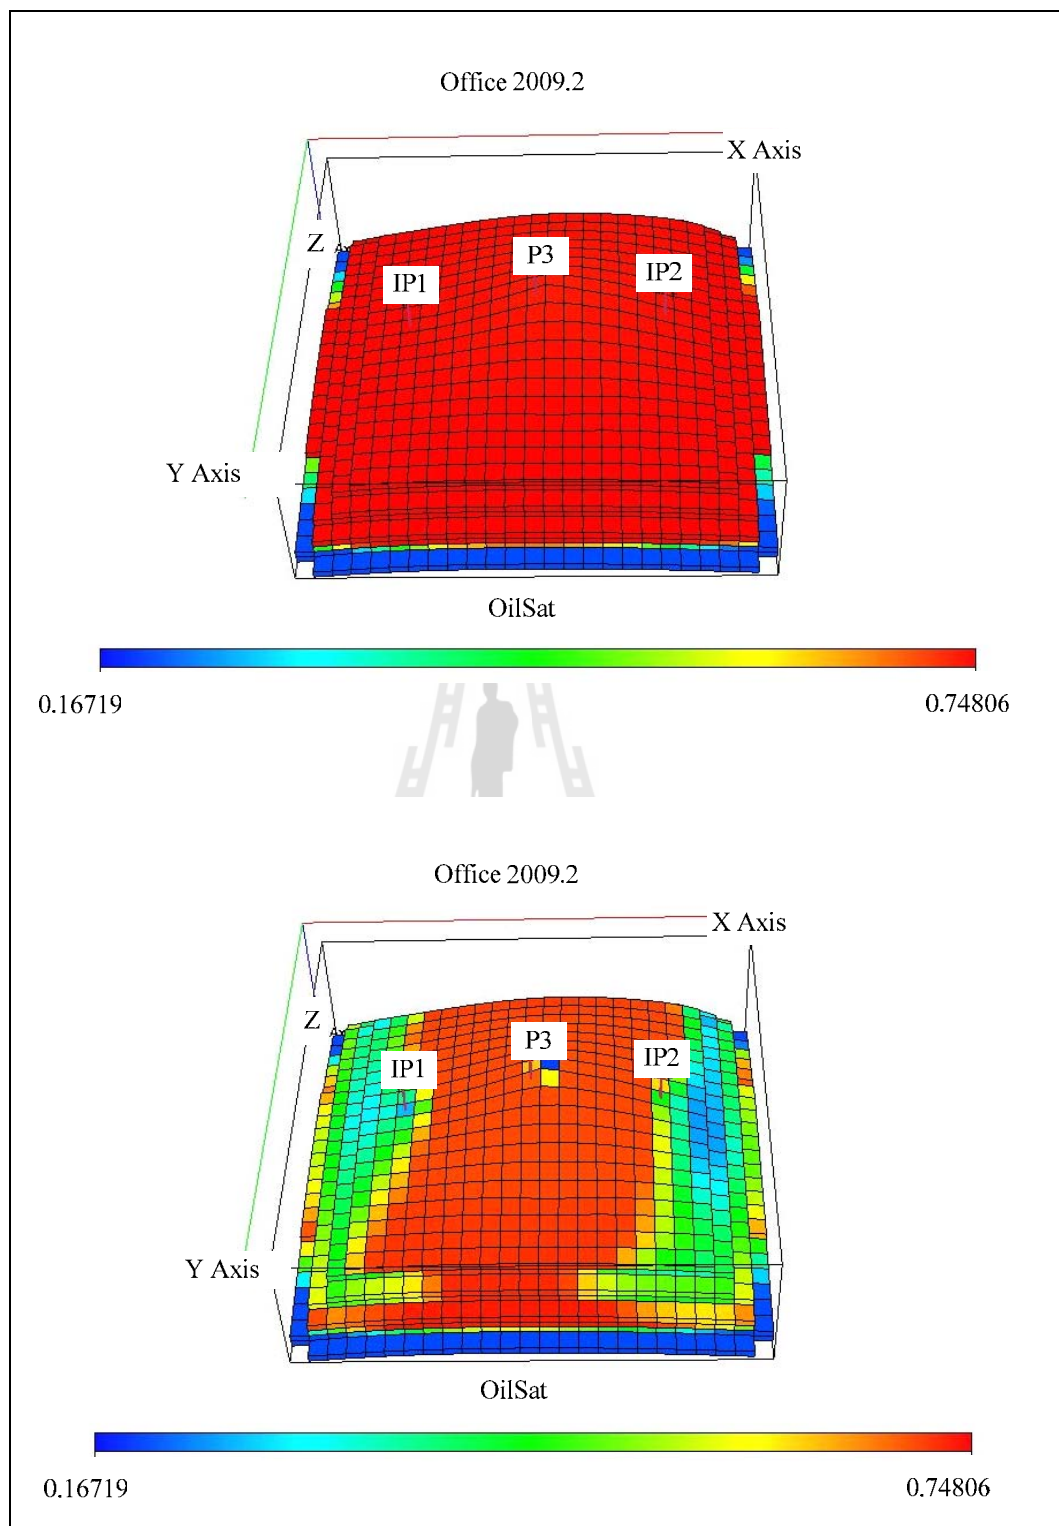 Office 2009.2
X Axis
Z
P3
IP1
IP2
Y Axis
OilSat
0.16719
0.74806
Office 2009.2
X Axis
Z
P3
IP1
IP2
Y Axis
OilSat
0.16719
0.74806